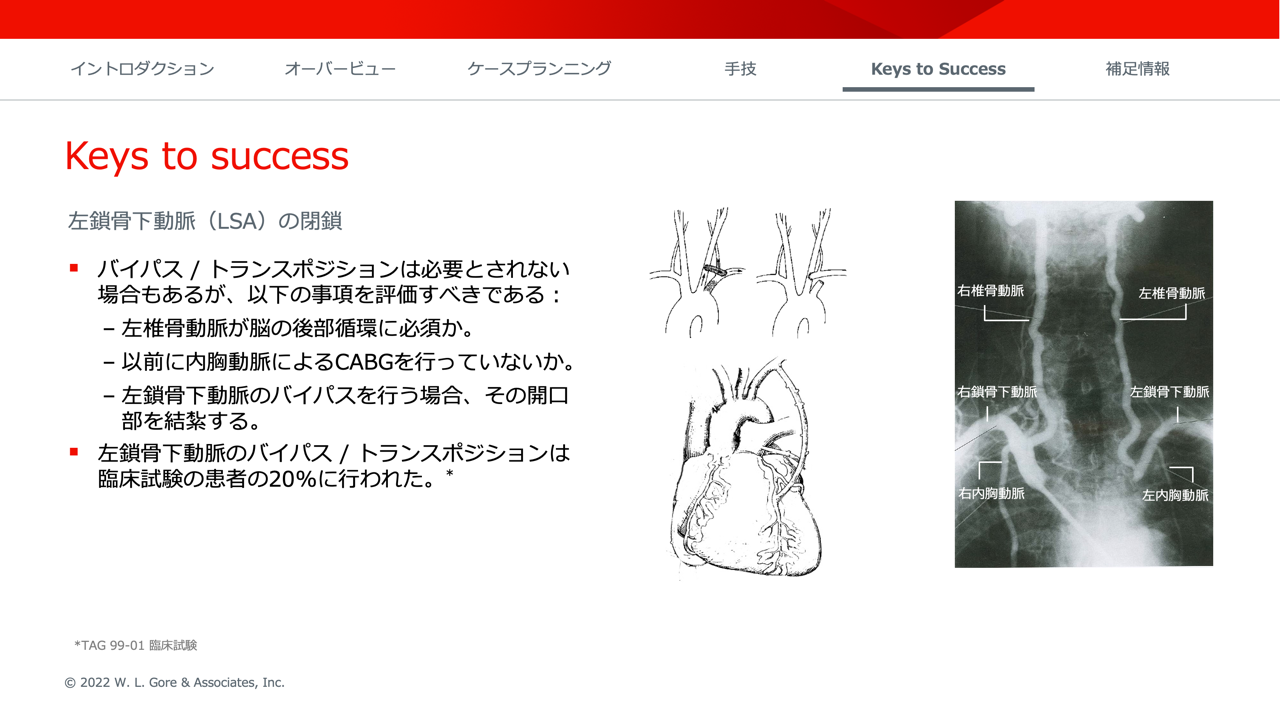 イントロダクション
オーバービュー
ケースプランニング
手技
Keys to Success
補足情報
Keys to success
左鎖骨下動脈（LSA）の閉鎖
▪ バイパス / トランスポジションは必要とされない
場合もあるが、以下の事項を評価すべきである：
– 左椎骨動脈が脳の後部循環に必須か。
– 以前に内胸動脈によるCABGを行っていないか。
– 左鎖骨下動脈のバイパスを行う場合、その開口
部を結紮する。
▪ 左鎖骨下動脈のバイパス / トランスポジションは
臨床試験の患者の20%に行われた。*
右椎骨動脈
左椎骨動脈
右鎖骨下動脈
左鎖骨下動脈
右内胸動脈
左内胸動脈
*TAG 99-01 臨床試験
© 2022 W. L. Gore & Associates, Inc.